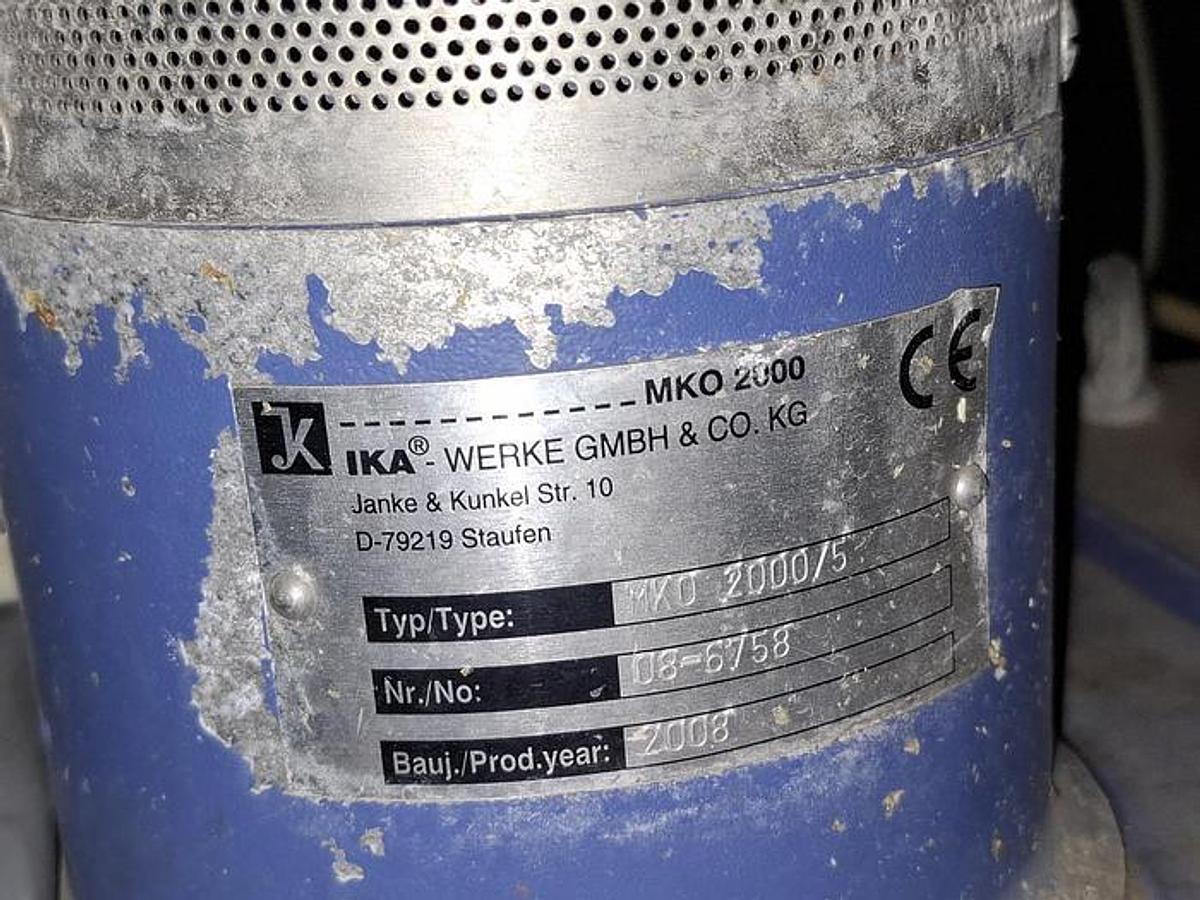 MKO 2000
IKA®- WERKE GMBH & CO. KG
Janke & Kunkel Str. 10
D-79219 Staufen
Typ/Type: MKO 2000/5
Nr./No: 08-6758
Bauj./Prod.year: 2008
CE